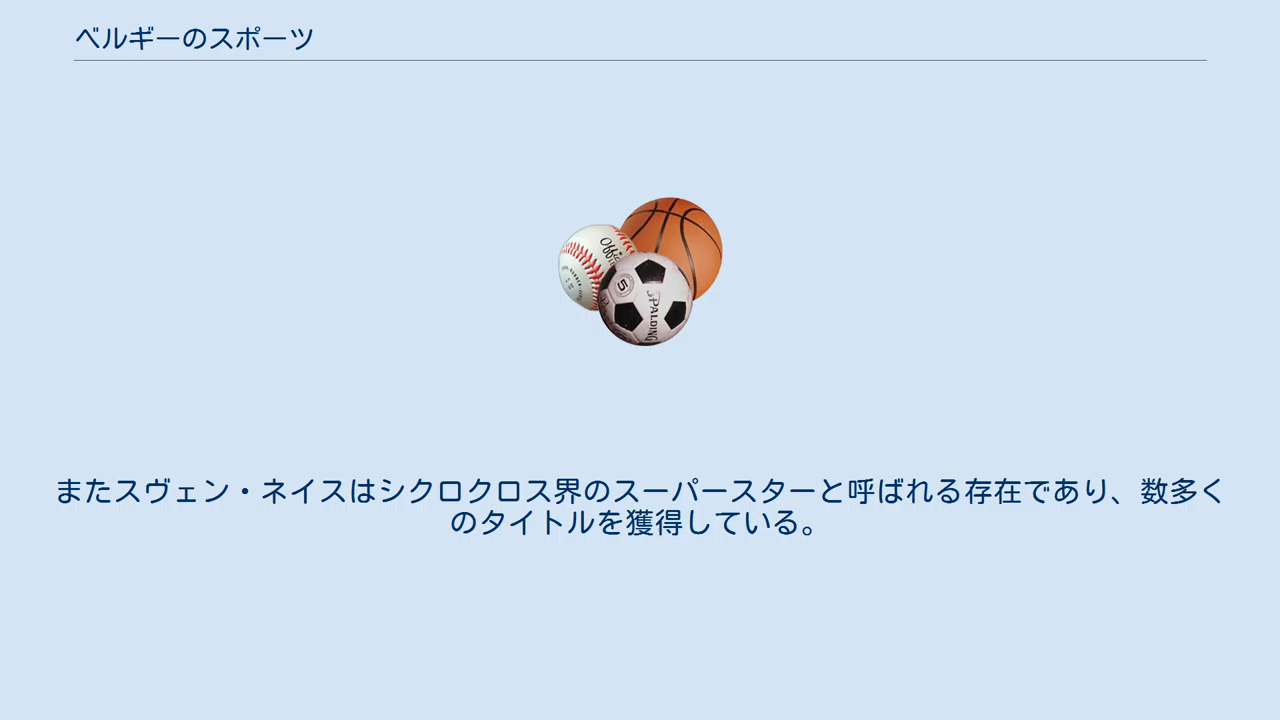 ベルギーのスポーツ
Offic
5
SPALDING
またスヴェン・ネイスはシクロクロス界のスーパースターと呼ばれる存在であり、数多く
のタイトルを獲得している。